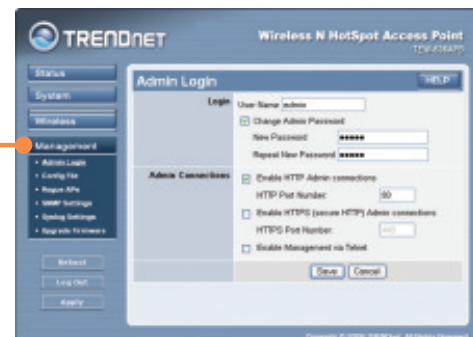 TRENDNET
Wireless N HotSpot Access Point
Status
System
Wireless
Management
• Admin Login
• Config File
• Rogue APs
• SNMP Settings
• Syslog Settings
• Upgrade Firmware
Reboot
Log Out
Apply
Admin Login
HELP
Login
User Name admin
Change Admin Password
New Password
Repeat New Password
Admin Connections
Enable HTTP Admin connections
HTTP Port Number: 80
Enable HTTPS (secure HTTP) Admin connections
HTTPS Port Number:
Enable Management via Telnet
Save Cancel